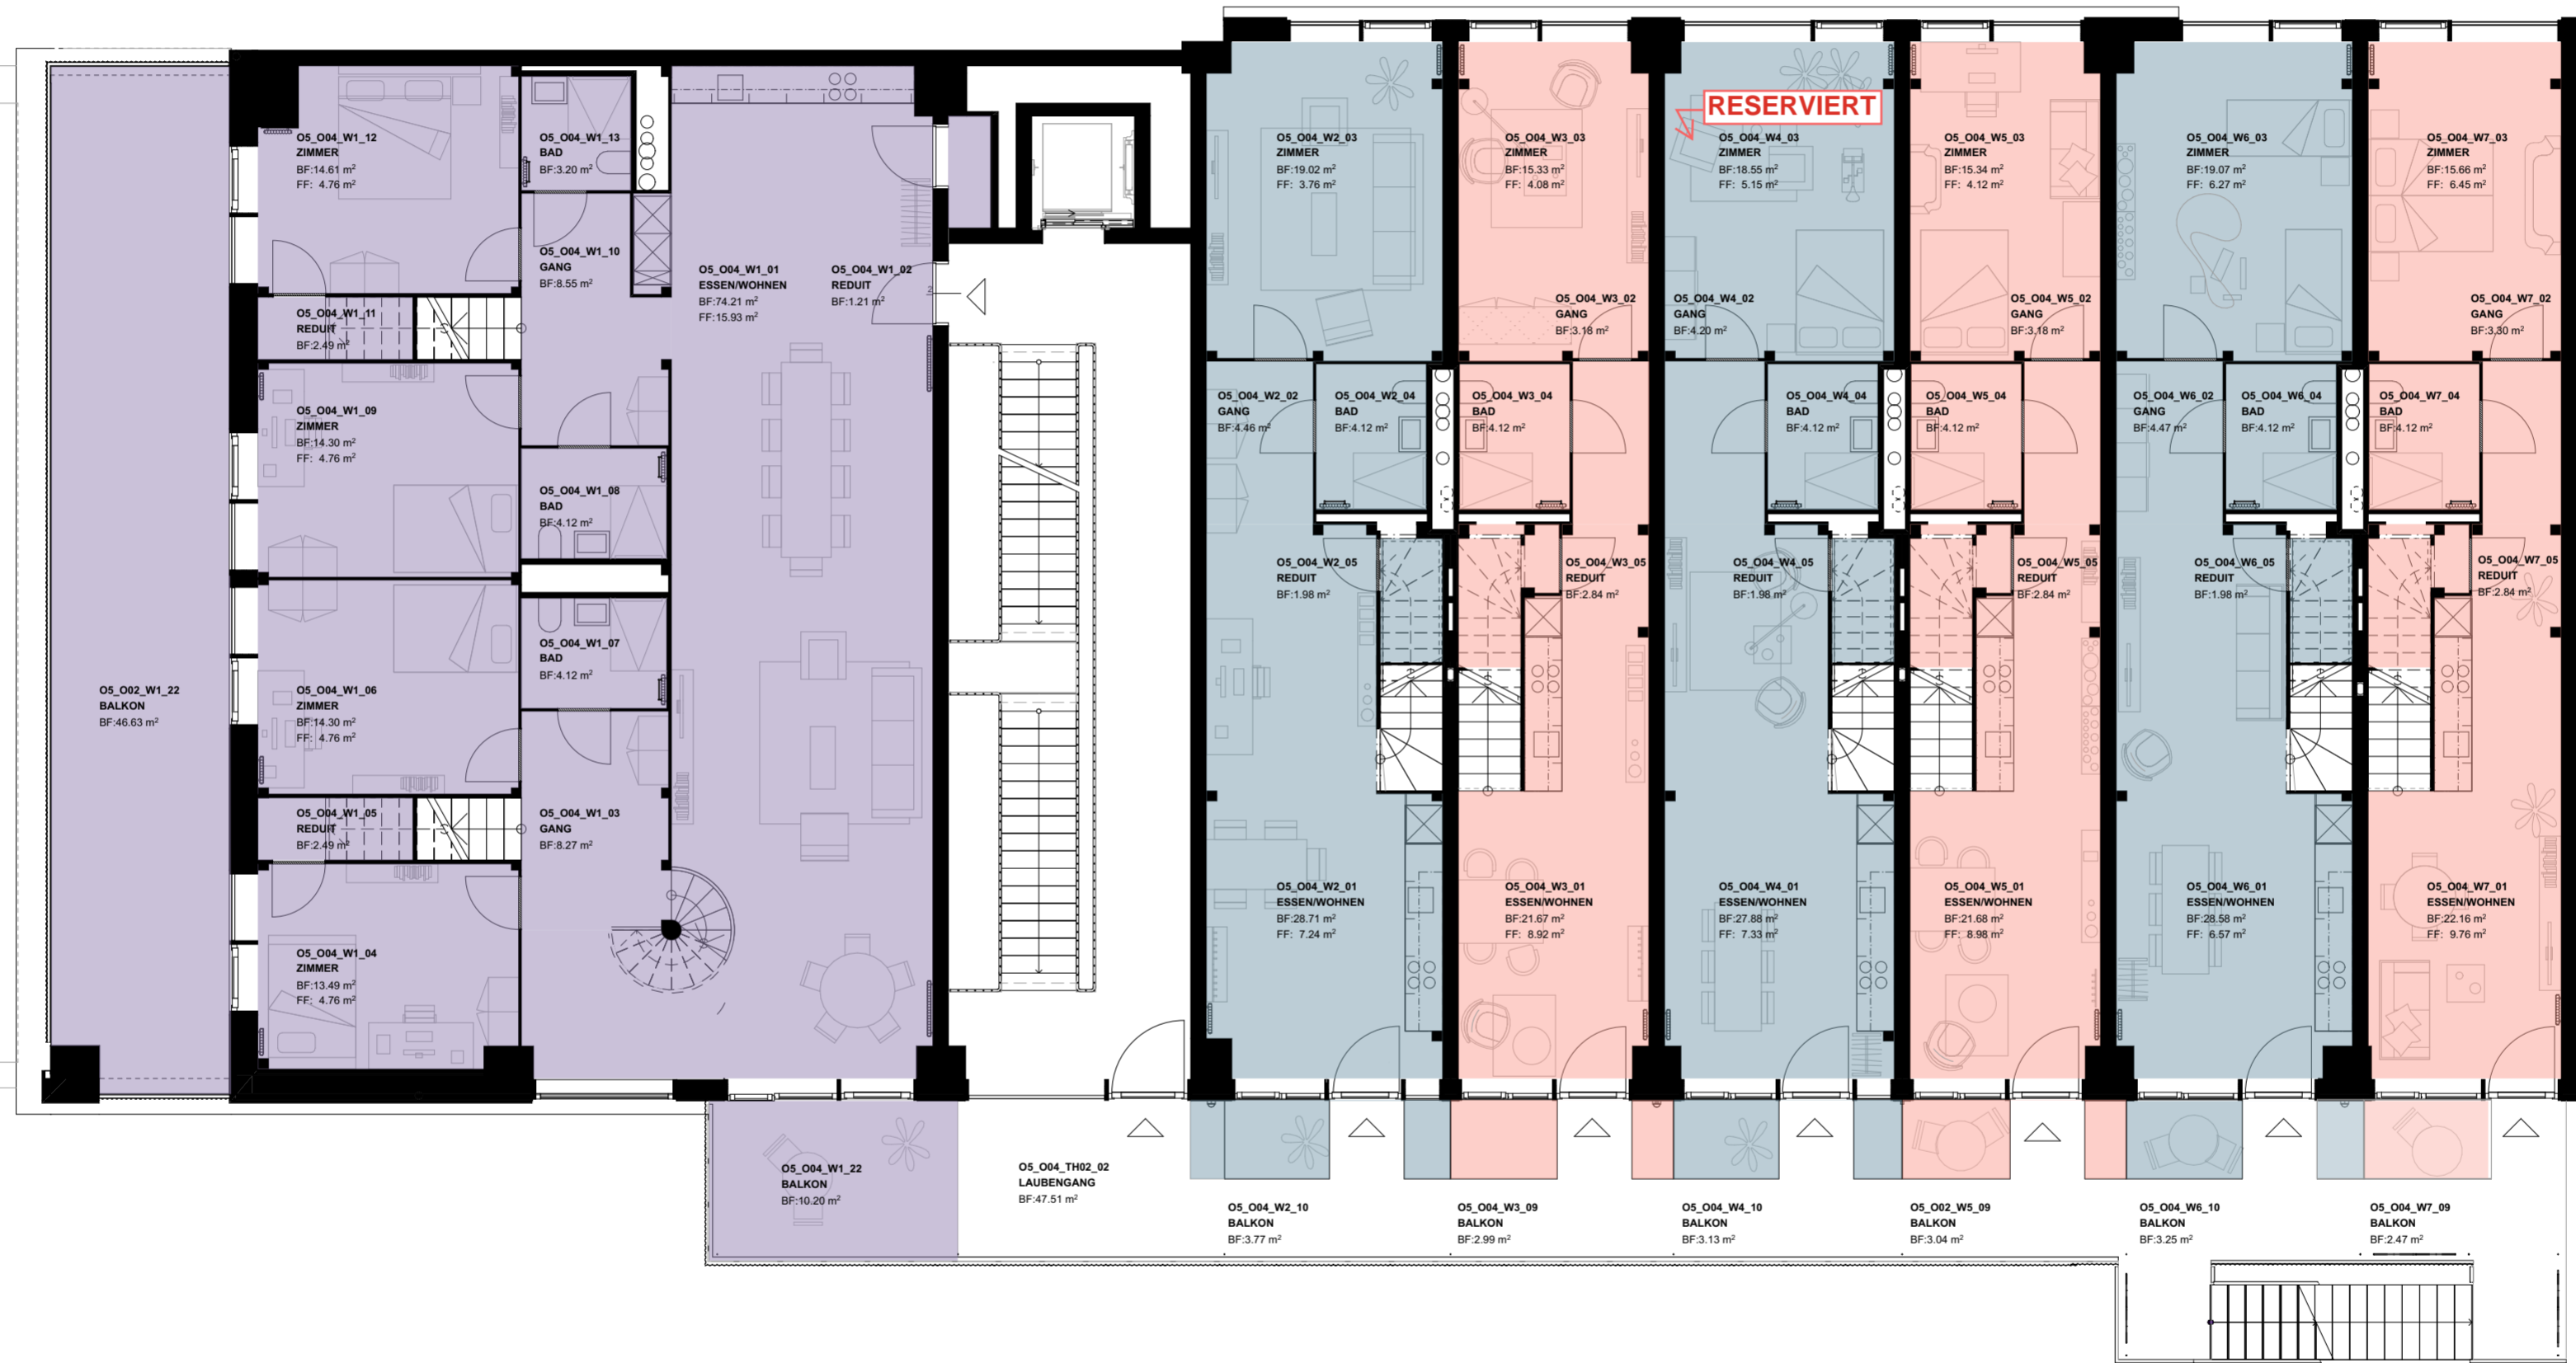 RESERVIERT
O5_O04_W1_12
ZIMMER
BF:14.61 m²
FF: 4.76 m²
O5_O04_W1_13
BAD
BF:3.20 m²
O5_O04_W1_10
GANG
BF:8.55 m²
O5_O04_W1_01
ESSEN/WOHNEN
BF:74.21 m²
FF:15.93 m²
O5_O04_W1_02
REDUIT
BF:1.21 m²
2
O5_O04_W1_11
REDUIT
BF:2.49 m²
O5_O04_W1_09
ZIMMER
BF:14.30 m²
FF: 4.76 m²
O5_O04_W1_08
BAD
BF:4.12 m²
O5_O04_W1_07
BAD
BF:4.12 m²
O5_O02_W1_22
BALKON
BF:46.63 m²
O5_O04_W1_06
ZIMMER
BF:14.30 m²
FF: 4.76 m²
O5_O04_W1_05
REDUIT
BF:2.49 m²
O5_O04_W1_03
GANG
BF:8.27 m²
O5_O04_W1_04
ZIMMER
BF:13.49 m²
FF: 4.76 m²
O5_O04_W1_22
BALKON
BF:10.20 m²
O5_O04_TH02_02
LAUBENGANG
BF:47.51 m²
O5_O04_W2_03
ZIMMER
BF:19.02 m²
FF: 3.76 m²
O5_O04_W2_02
GANG
BF:4.46 m²
O5_O04_W2_04
BAD
BF:4.12 m²
O5_O04_W2_05
REDUIT
BF:1.98 m²
O5_O04_W2_01
ESSEN/WOHNEN
BF:28.71 m²
FF: 7.24 m²
O5_O04_W2_10
BALKON
BF:3.77 m²
O5_O04_W3_03
ZIMMER
BF:15.33 m²
FF: 4.08 m²
O5_O04_W3_02
GANG
BF:3.18 m²
O5_O04_W3_04
BAD
BF:4.12 m²
O5_O04_W3_05
REDUIT
BF:2.84 m²
O5_O04_W3_01
ESSEN/WOHNEN
BF:21.67 m²
FF: 8.92 m²
O5_O04_W3_09
BALKON
BF:2.99 m²
O5_O04_W4_03
ZIMMER
BF:18.55 m²
FF: 5.15 m²
O5_O04_W4_02
GANG
BF:4.20 m²
O5_O04_W4_04
BAD
BF:4.12 m²
O5_O04_W4_05
REDUIT
BF:1.98 m²
O5_O04_W4_01
ESSEN/WOHNEN
BF:27.88 m²
FF: 7.33 m²
O5_O04_W4_10
BALKON
BF:3.13 m²
O5_O04_W5_03
ZIMMER
BF:15.34 m²
FF: 4.12 m²
O5_O04_W5_02
GANG
BF:3.18 m²
O5_O04_W5_04
BAD
BF:4.12 m²
O5_O04_W5_05
REDUIT
BF:2.84 m²
O5_O04_W5_01
ESSEN/WOHNEN
BF:21.68 m²
FF: 8.98 m²
O5_O02_W5_09
BALKON
BF:3.04 m²
O5_O04_W6_03
ZIMMER
BF:19.07 m²
FF: 6.27 m²
O5_O04_W6_02
GANG
BF:4.47 m²
O5_O04_W6_04
BAD
BF:4.12 m²
O5_O04_W6_05
REDUIT
BF:1.98 m²
O5_O04_W6_01
ESSEN/WOHNEN
BF:28.58 m²
FF: 6.57 m²
O5_O04_W6_10
BALKON
BF:3.25 m²
O5_O04_W7_03
ZIMMER
BF:15.66 m²
FF: 6.45 m²
O5_O04_W7_02
GANG
BF:3.30 m²
O5_O04_W7_04
BAD
BF:4.12 m²
O5_O04_W7_05
REDUIT
BF:2.84 m²
O5_O04_W7_01
ESSEN/WOHNEN
BF:22.16 m²
FF: 9.76 m²
O5_O04_W7_09
BALKON
BF:2.47 m²